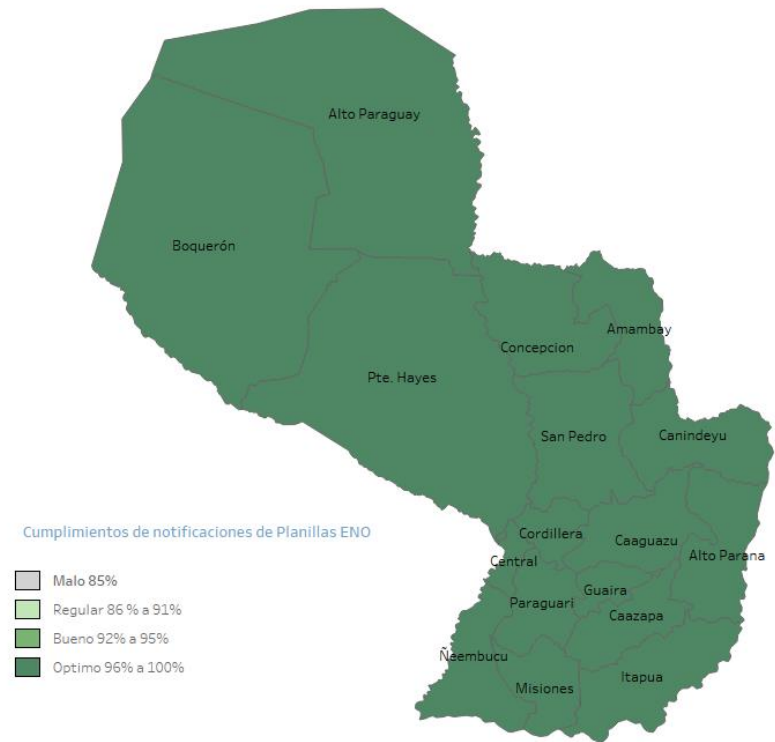 Alto Paraguay
Boquerón
Amambay
Concepcion
Pte. Hayes
San Pedro
Canindeyu
Cordillera
Caaguazu
Alto Parana
Central
Guaira
Paraguari
Caazapa
Ñeembucu
Itapua
Misiones
Cumplimientos de notificaciones de Planillas ENO
Malo 85%
Regular 86 % a 91%
Bueno 92% a 95%
Optimo 96% a 100%